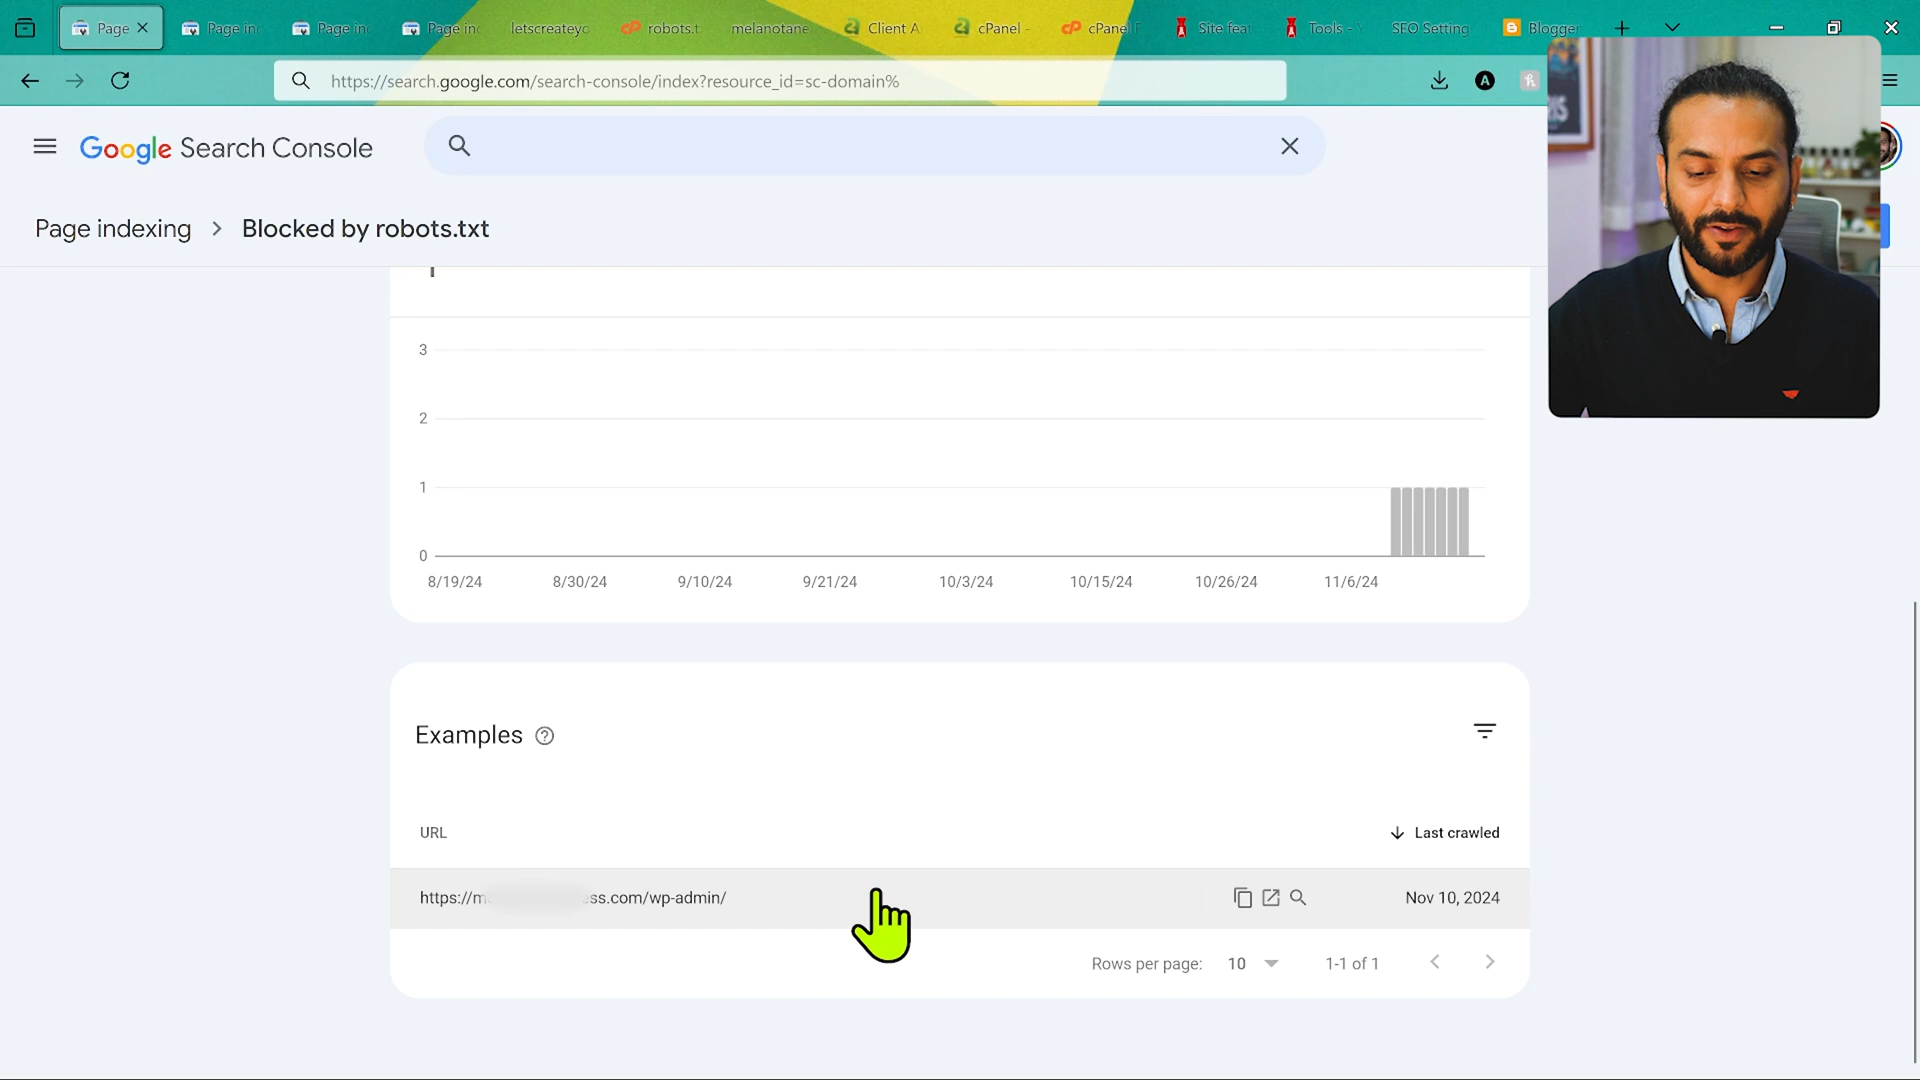 Page
Page in
Page in
Page in
letscreateyo
robots.t
melanotane
Client A
cPanel -
cPanel
Site feat
Tools -
SEO Setting
Blogger
https://search.google.com/search-console/index?resource_id=sc-domain%
A
Google Search Console
Page indexing
Blocked by robots.txt
3
2
1
0
8/19/24
8/30/24
9/10/24
9/21/24
10/3/24
10/15/24
10/26/24
11/6/24
Examples
URL
Last crawled
https://m ss.com/wp-admin/
Nov 10, 2024
Rows per page: 10
1-1 of 1